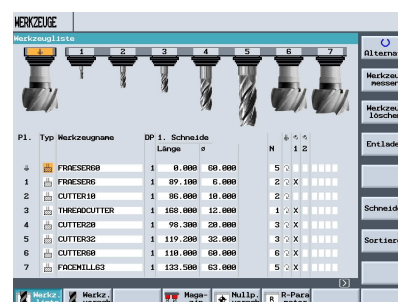 WERKZEUGE
Werkzeugliste
1 2 3 4 5 6 7
Alterna
Werkzeu
messen
Werkzeu
lösche
Entlade
Schneide
Sortier
Pl. Typ Werkzeugname DP 1. Schneide
Länge ø N 1 2
FRAESER60 1 0.000 60.000 5
1 FRAESER6 1 89.100 6.000 2 X
2 CUTTER10 1 86.000 10.000 2 X
3 THREADCUTTER 1 168.000 12.000 1 X
4 CUTTER20 1 98.300 20.000 3 X
5 CUTTER32 1 119.200 32.000 3 X
6 CUTTER60 1 110.000 60.000 5 X
7 FACEMILL63 1 133.500 63.000 5 X
Werkz. Werkz. Maga- Nullp. R R-Para